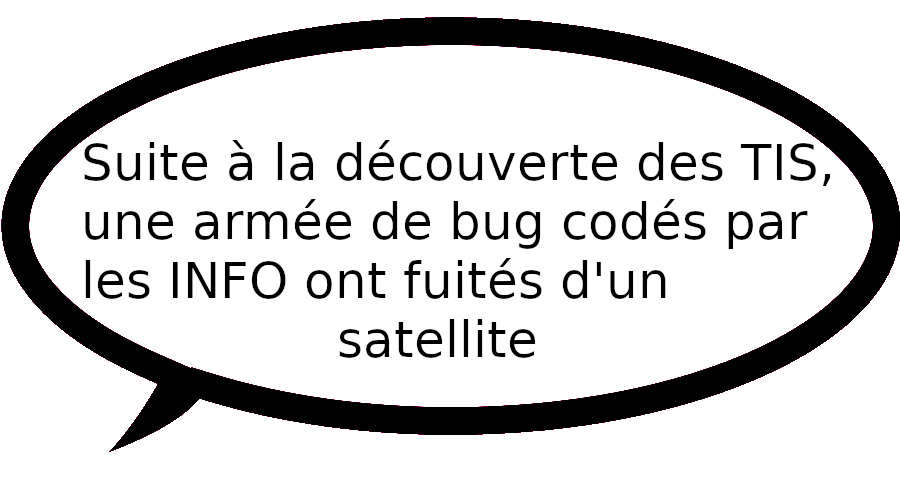 Suite à la découverte des TIS,
une armée de bug codés par
les INFO ont fuités d'un
satellite